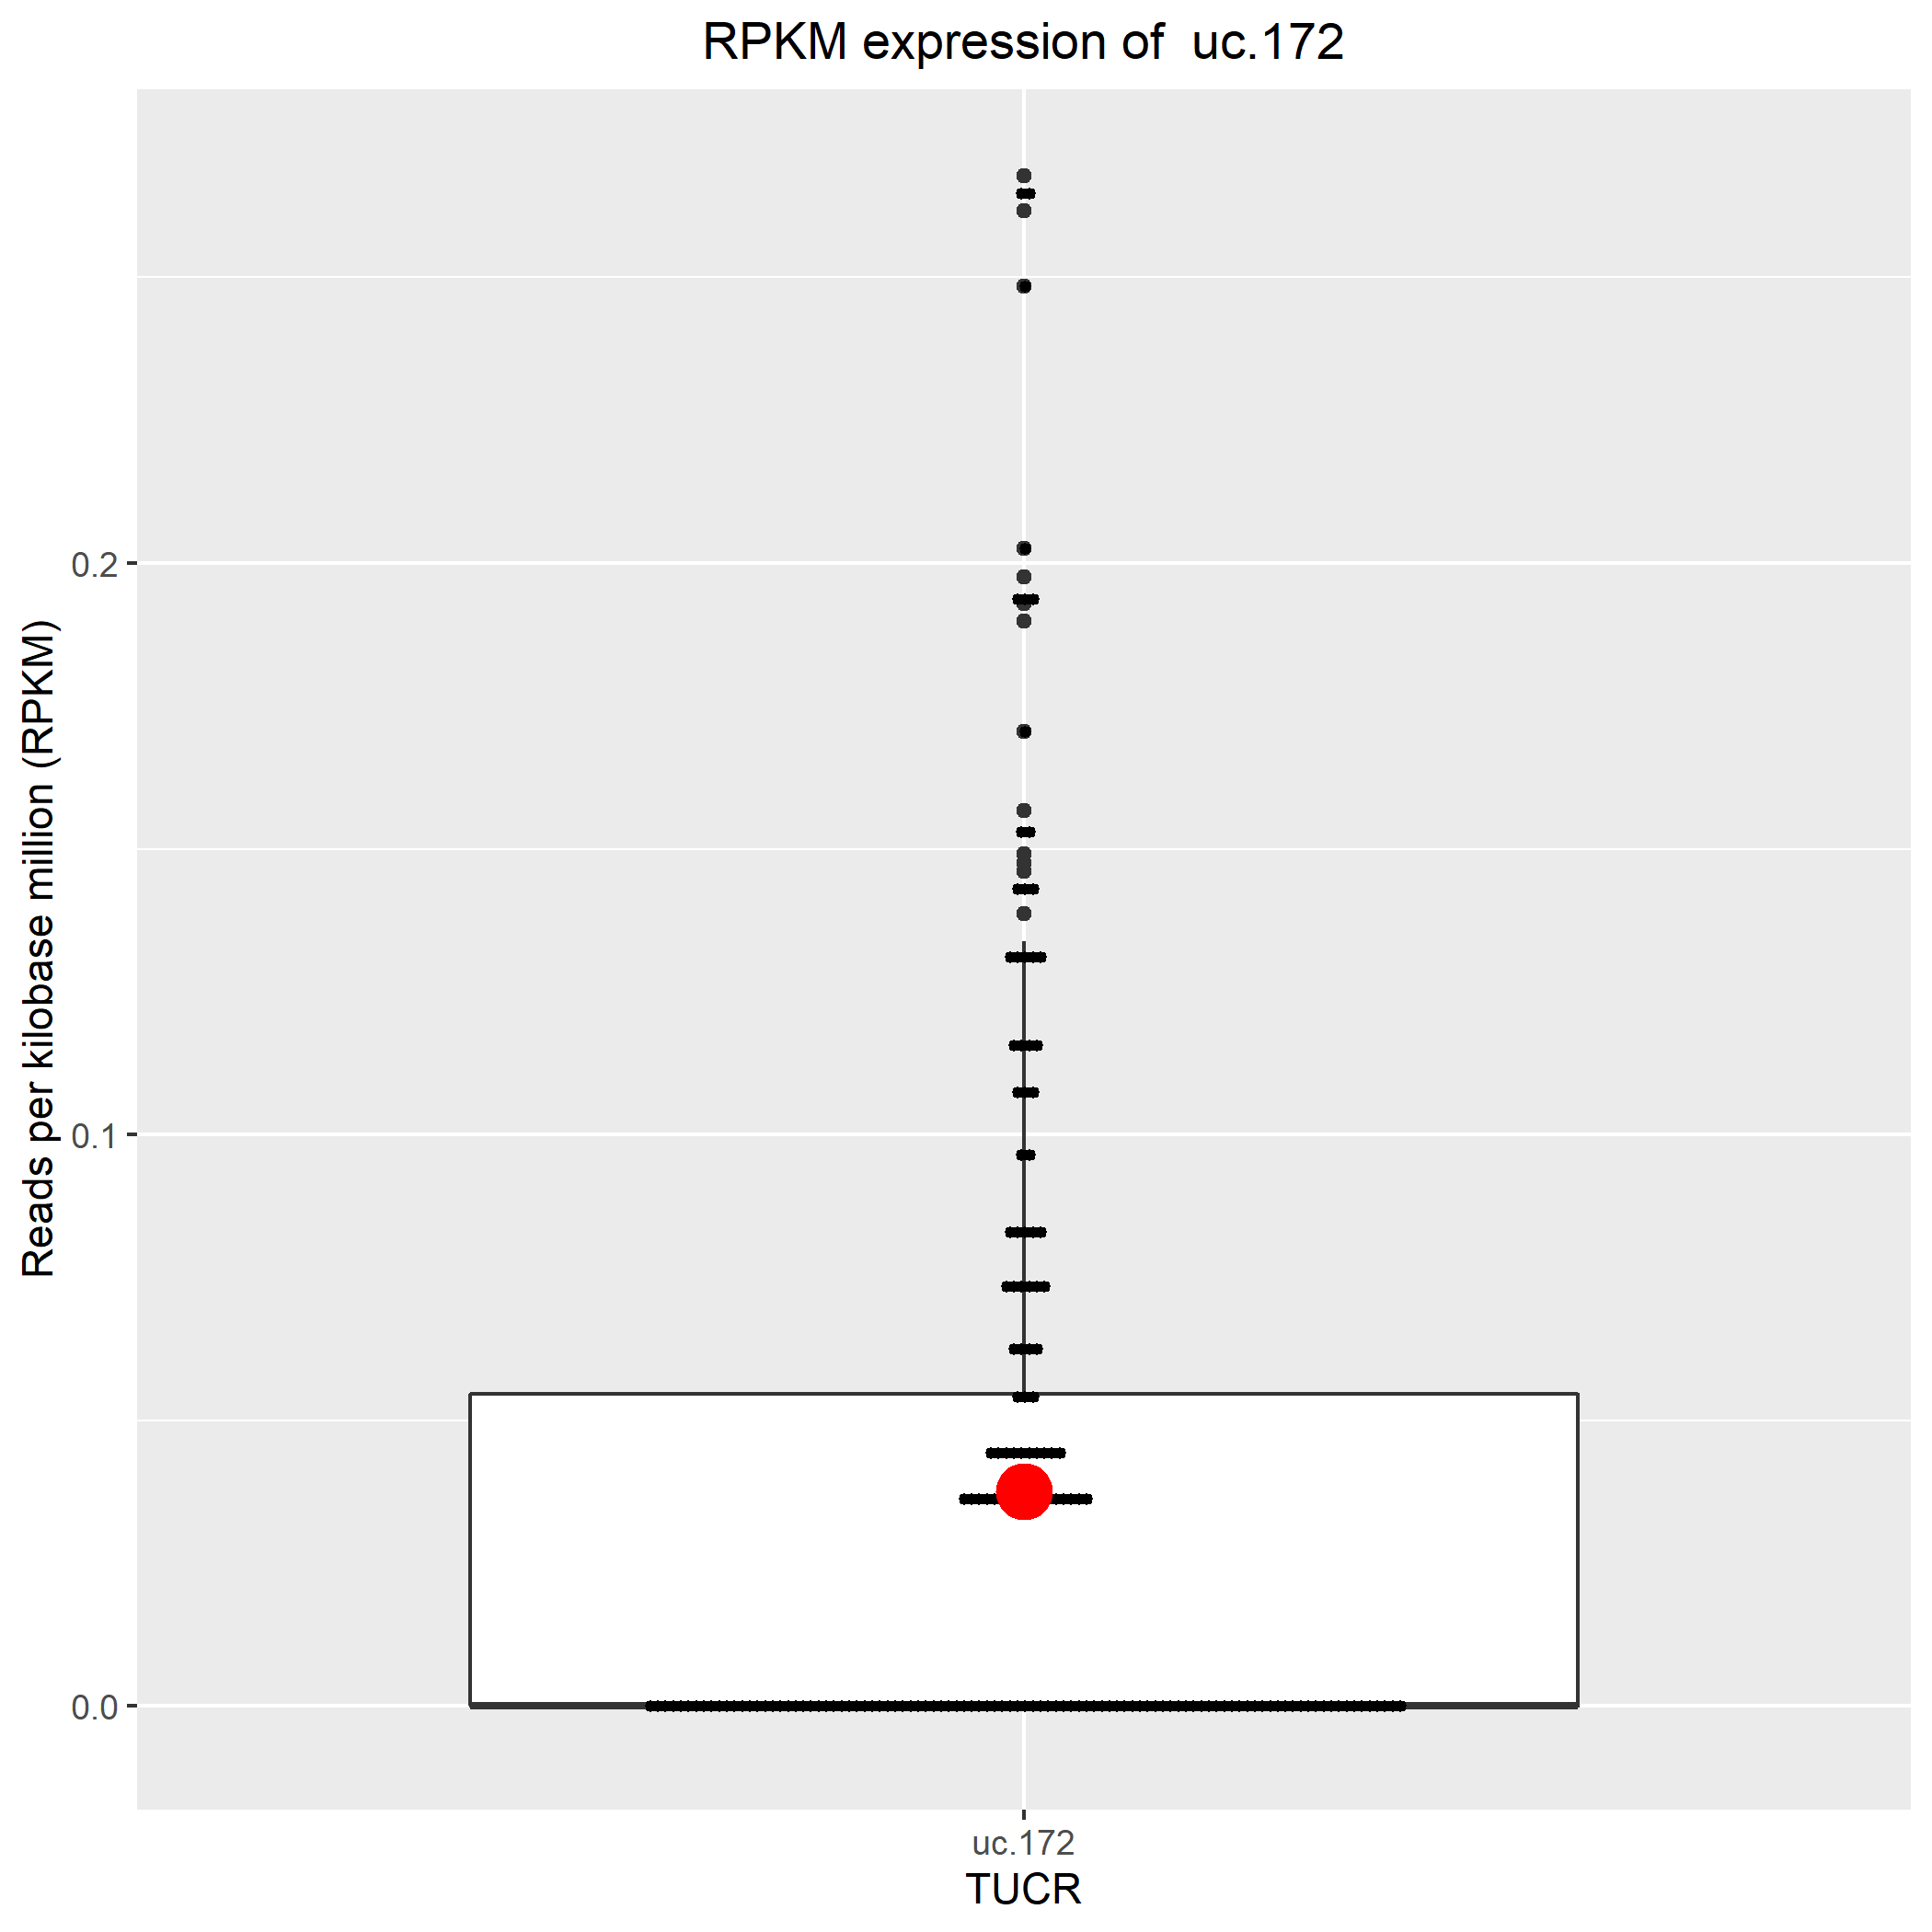 RPKM expression of  uc.172
Reads per kilobase million (RPKM)
0.2
0.1
0.0
uc.172
TUCR